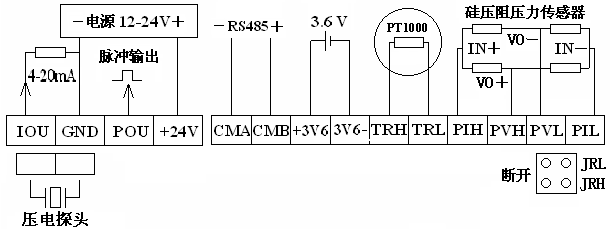 －电源 12-24V＋
4-20mA
脉冲输出
－RS485＋
3.6 V
PT1000
硅压阻压力传感器
IN＋
VO－
IN－
VO＋
IOU GND POU +24V
CMA CMB +3V6 3V6- TRH TRL PIH PVH PVL PIL
压电探头
断开
JRL
JRH